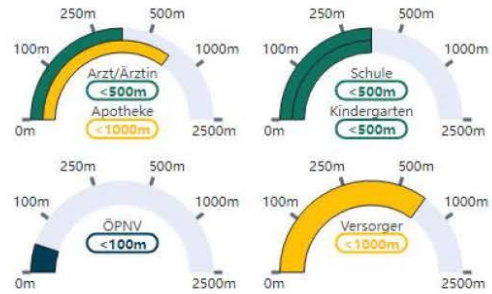 250m 500m
100m 1000m
Arzt/Ärztin
<500m
Apotheke
<1000m
0m 2500m
250m 500m
100m 1000m
Schule
<500m
Kindergarten
<500m
0m 2500m
250m 500m
100m 1000m
ÖPNV
<100m
0m 2500m
250m 500m
100m 1000m
Versorger
<1000m
0m 2500m